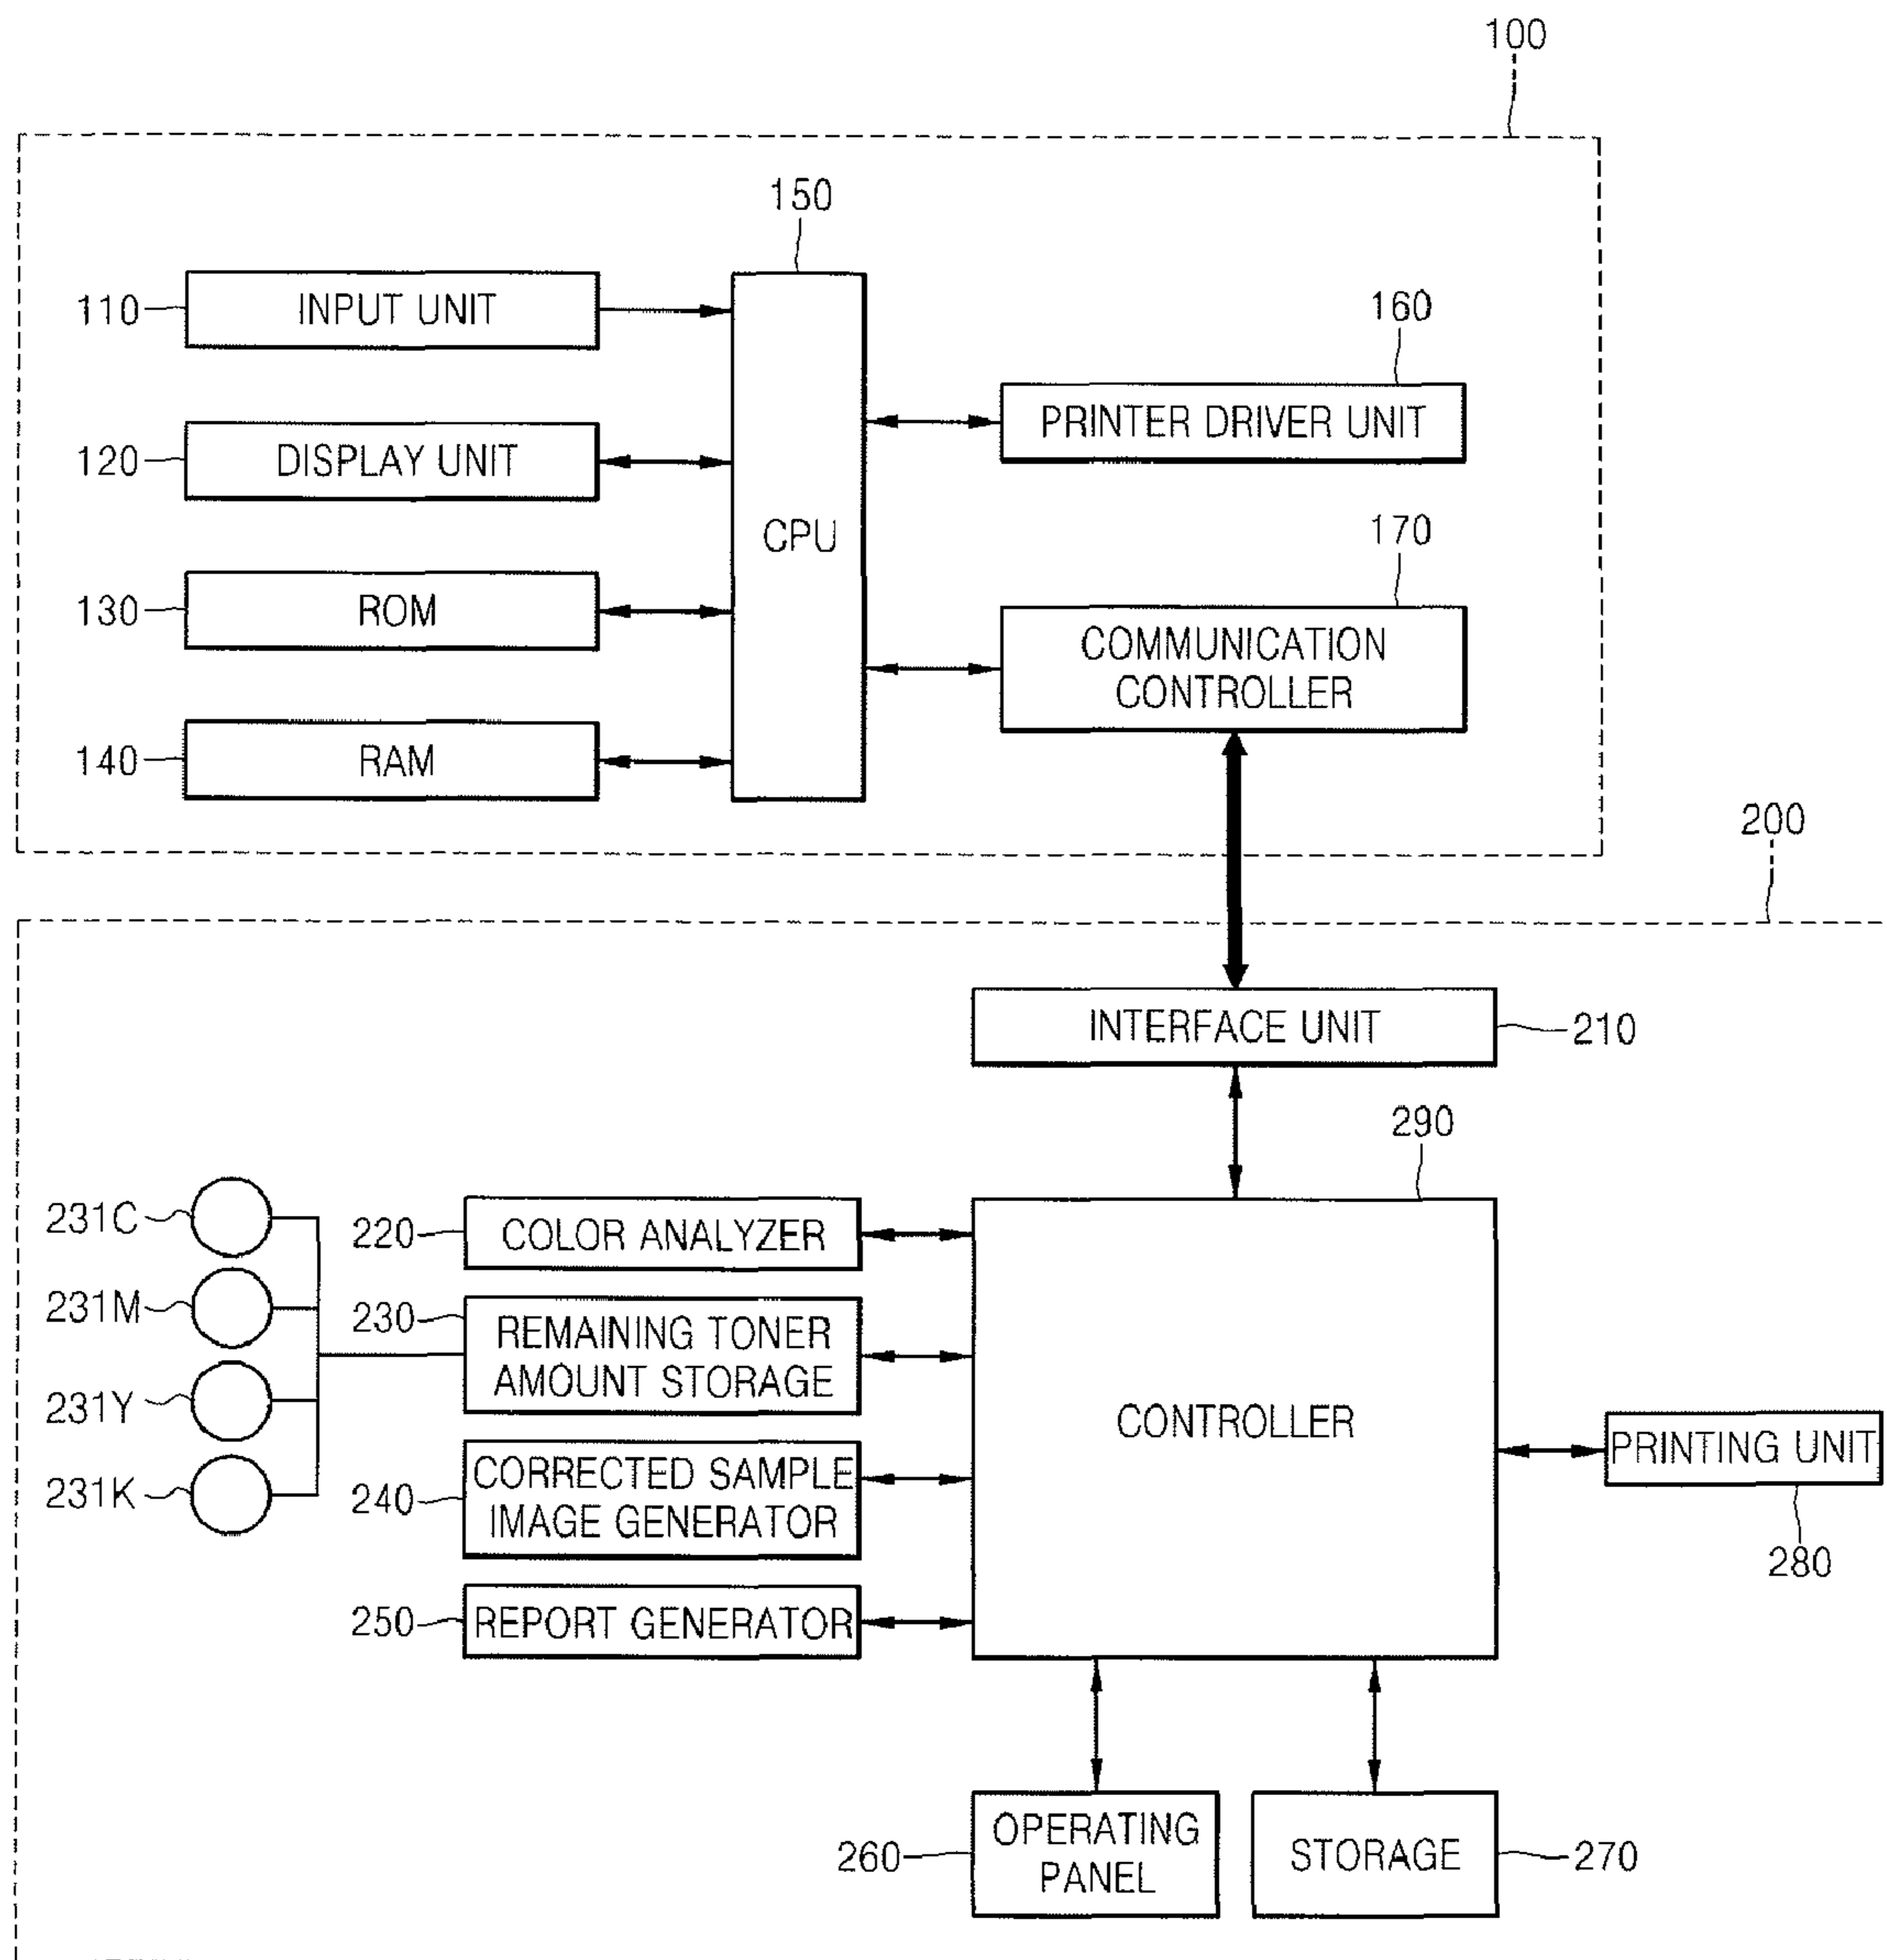 100
150
110
INPUT UNIT
160
120
DISPLAY UNIT
PRINTER DRIVER UNIT
CPU
170
130
ROM
COMMUNICATION
CONTROLLER
140
RAM
200
INTERFACE UNIT
210
290
231C
220
COLOR ANALYZER
231M
230
REMAINING TONER
AMOUNT STORAGE
231Y
CONTROLLER
PRINTING UNIT
231K
240
CORRECTED SAMPLE
IMAGE GENERATOR
280
250
REPORT GENERATOR
260
OPERATING
PANEL
STORAGE
270